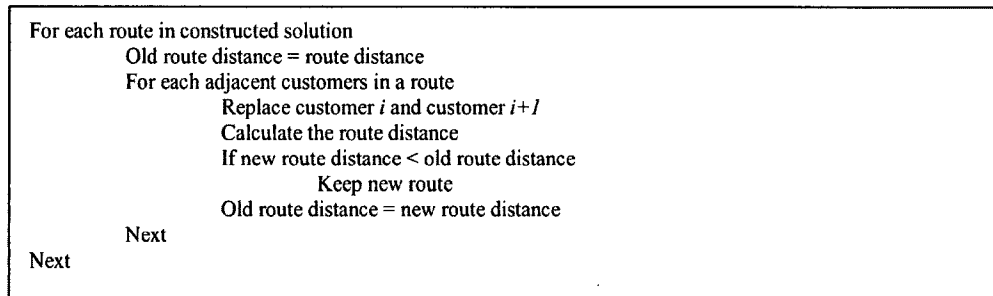 For each route in constructed solution
Old route distance = route distance
For each adjacent customers in a route
Replace customer i and customer i+1
Calculate the route distance
If new route distance < old route distance
Keep new route
Old route distance = new route distance
Next
Next